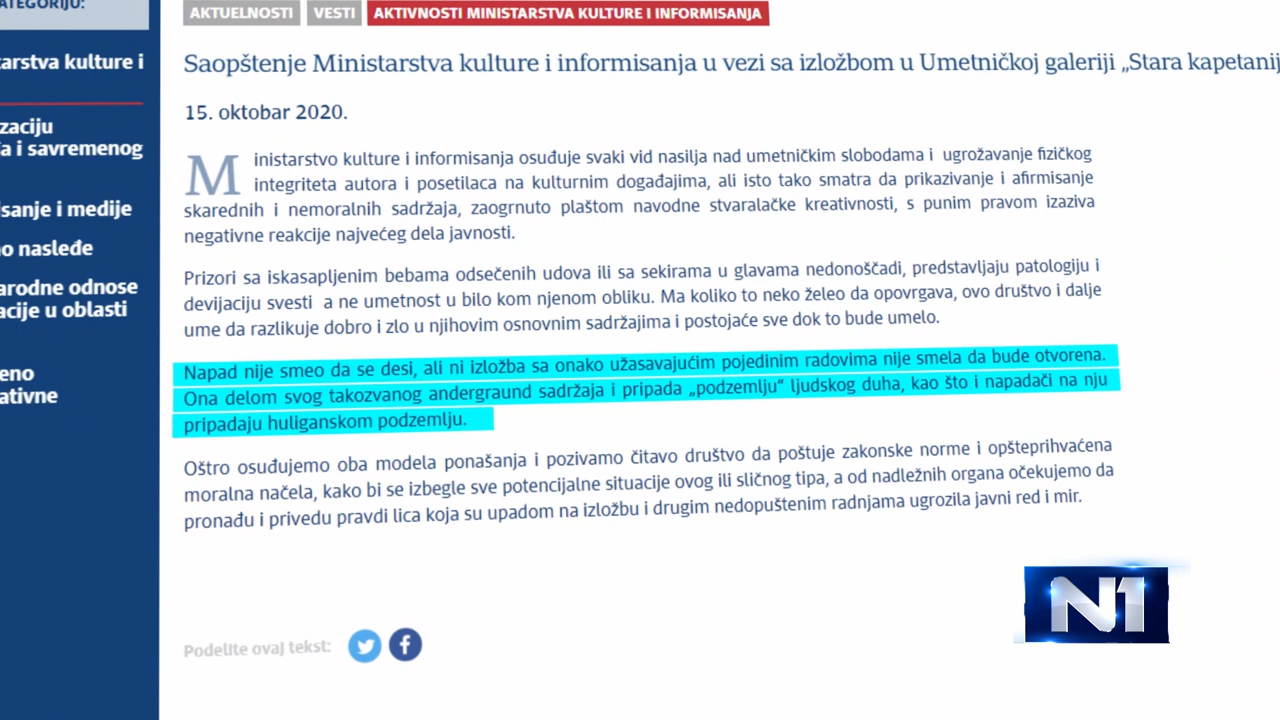 ATEGORIJU:
AKTUELNOSTI VESTI AKTIVNOSTI MINISTARSTVA KULTURE I INFORMISANJA
tarstva kulture i
zaciju
a i savremenog
isanje i medije
no nasleđe
arodne odnose
acije u oblasti
eno
ativne
Saopštenje Ministarstva kulture i informisanja u vezi sa izložbom u Umetničkoj galeriji „Stara kapetanij
15. oktobar 2020.
Ministarstvo kulture i informisanja osuđuje svaki vid nasilja nad umetničkim slobodama i ugrožavanje fizičkog
integriteta autora i posetilaca na kulturnim događajima, ali isto tako smatra da prikazivanje i afirmisanje
skarednih i nemoralnih sadržaja, zaogrnuto plaštom navodne stvaralačke kreativnosti, s punim pravom izaziva
negativne reakcije najvećeg dela javnosti.
Prizori sa iskasapljenim bebama odsečenih udova ili sa sekirama u glavama nedonoščadi, predstavljaju patologiju i
devijaciju svesti a ne umetnost u bilo kom njenom obliku. Ma koliko to neko želeo da opovrgava, ovo društvo i dalje
ume da razlikuje dobro i zlo u njihovim osnovnim sadržajima i postojaće sve dok to bude umelo.
Napad nije smeo da se desi, ali ni izložba sa onako užasavajućim pojedinim radovima nije smela da bude otvorena.
Ona delom svog takozvanog andergraund sadržaja i pripada „podzemlju“ ljudskog duha, kao što i napadači na nju
pripadaju huliganskom podzemlju.
Oštro osuđujemo oba modela ponašanja i pozivamo čitavo društvo da poštuje zakonske norme i opšteprihvaćena
moralna načela, kako bi se izbegle sve potencijalne situacije ovog ili sličnog tipa, a od nadležnih organa očekujemo da
pronađu i privedu pravdi lica koja su upadom na izložbu i drugim nedopuštenim radnjama ugrozila javni red i mir.
Podelite ovaj tekst:
N1